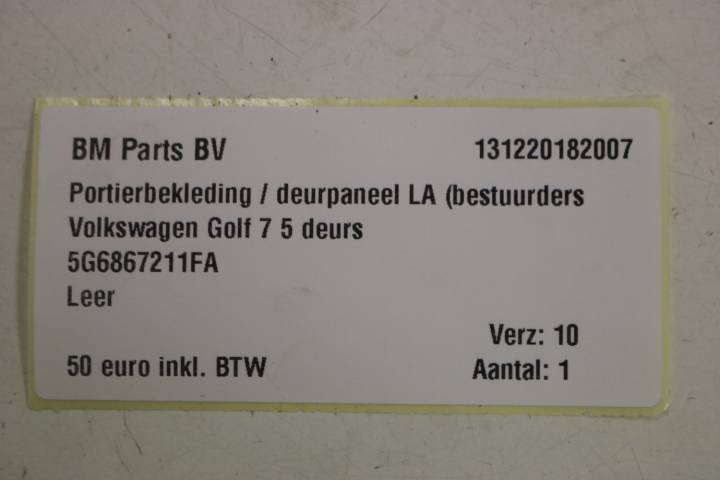 BM Parts BV 131220182007
Portierbekleding / deurpaneel LA (bestuurders
Volkswagen Golf 7 5 deurs
5G6867211FA
Leer
Verz: 10
50 euro inkl. BTW Aantal: 1